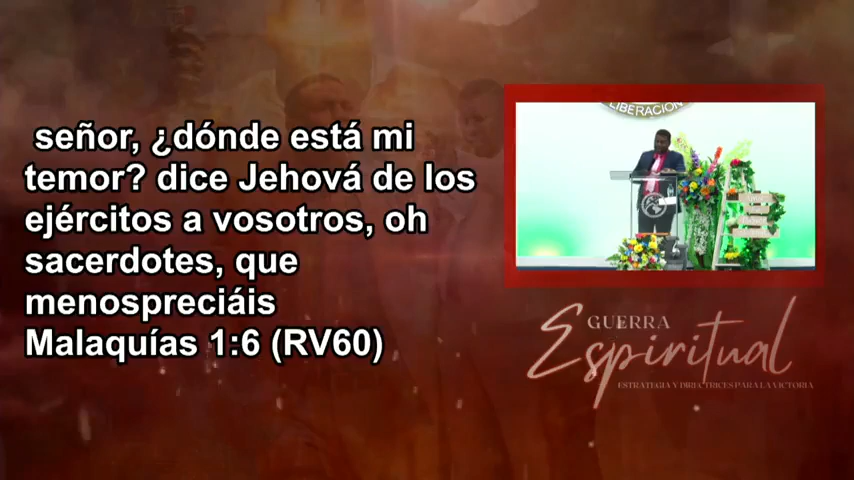 señor, ¿dónde está mi
temor? dice Jehová de los
ejércitos a vosotros, oh
sacerdotes, que
menospreciáis
Malaquías 1:6 (RV60)
LIBERACIÓN
GUERRA
Espiritual
ESTRATEGIA Y DIRECTRICES PARA LA VICTORIA